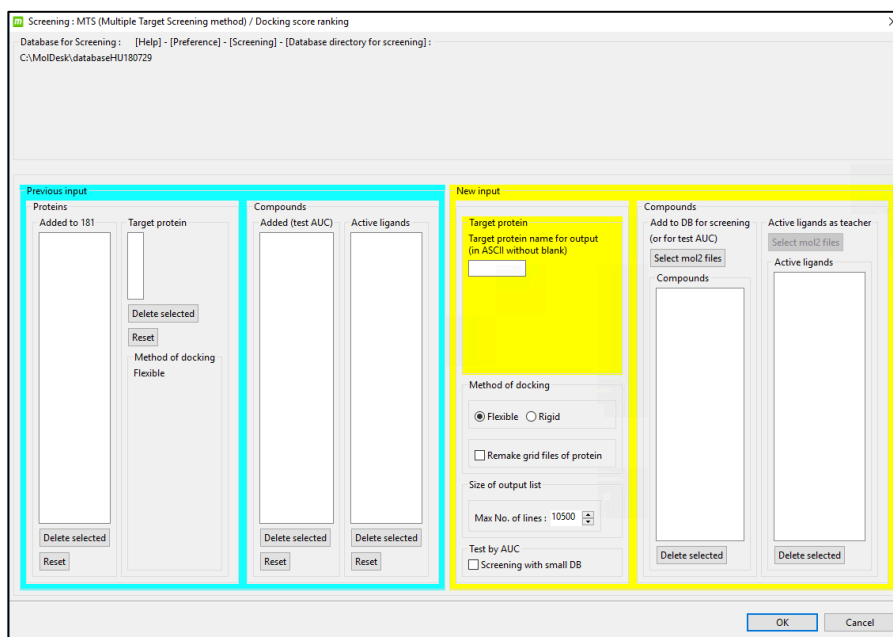 Screening : MTS (Multiple Target Screening method) / Docking score ranking
Database for Screening : [Help] - [Preference] - [Screening] - [Database directory for screening] :
C:\MolDesk\databaseHU180729
Previous input
Proteins
Added to 181
Delete selected
Reset
Target protein
Delete selected
Reset
Method of docking
Flexible
Compounds
Added (test AUC)
Delete selected
Reset
Active ligands
Delete selected
Reset
New input
Target protein
Target protein name for output
(in ASCII without blank)
Method of docking
Flexible Rigid
Remake grid files of protein
Size of output list
Max No. of lines : 10500
Test by AUC
Screening with small DB
Compounds
Add to DB for screening
(or for test AUC)
Select mol2 files
Compounds
Delete selected
Active ligands as teacher
Select mol2 files
Active ligands
Delete selected
OK Cancel